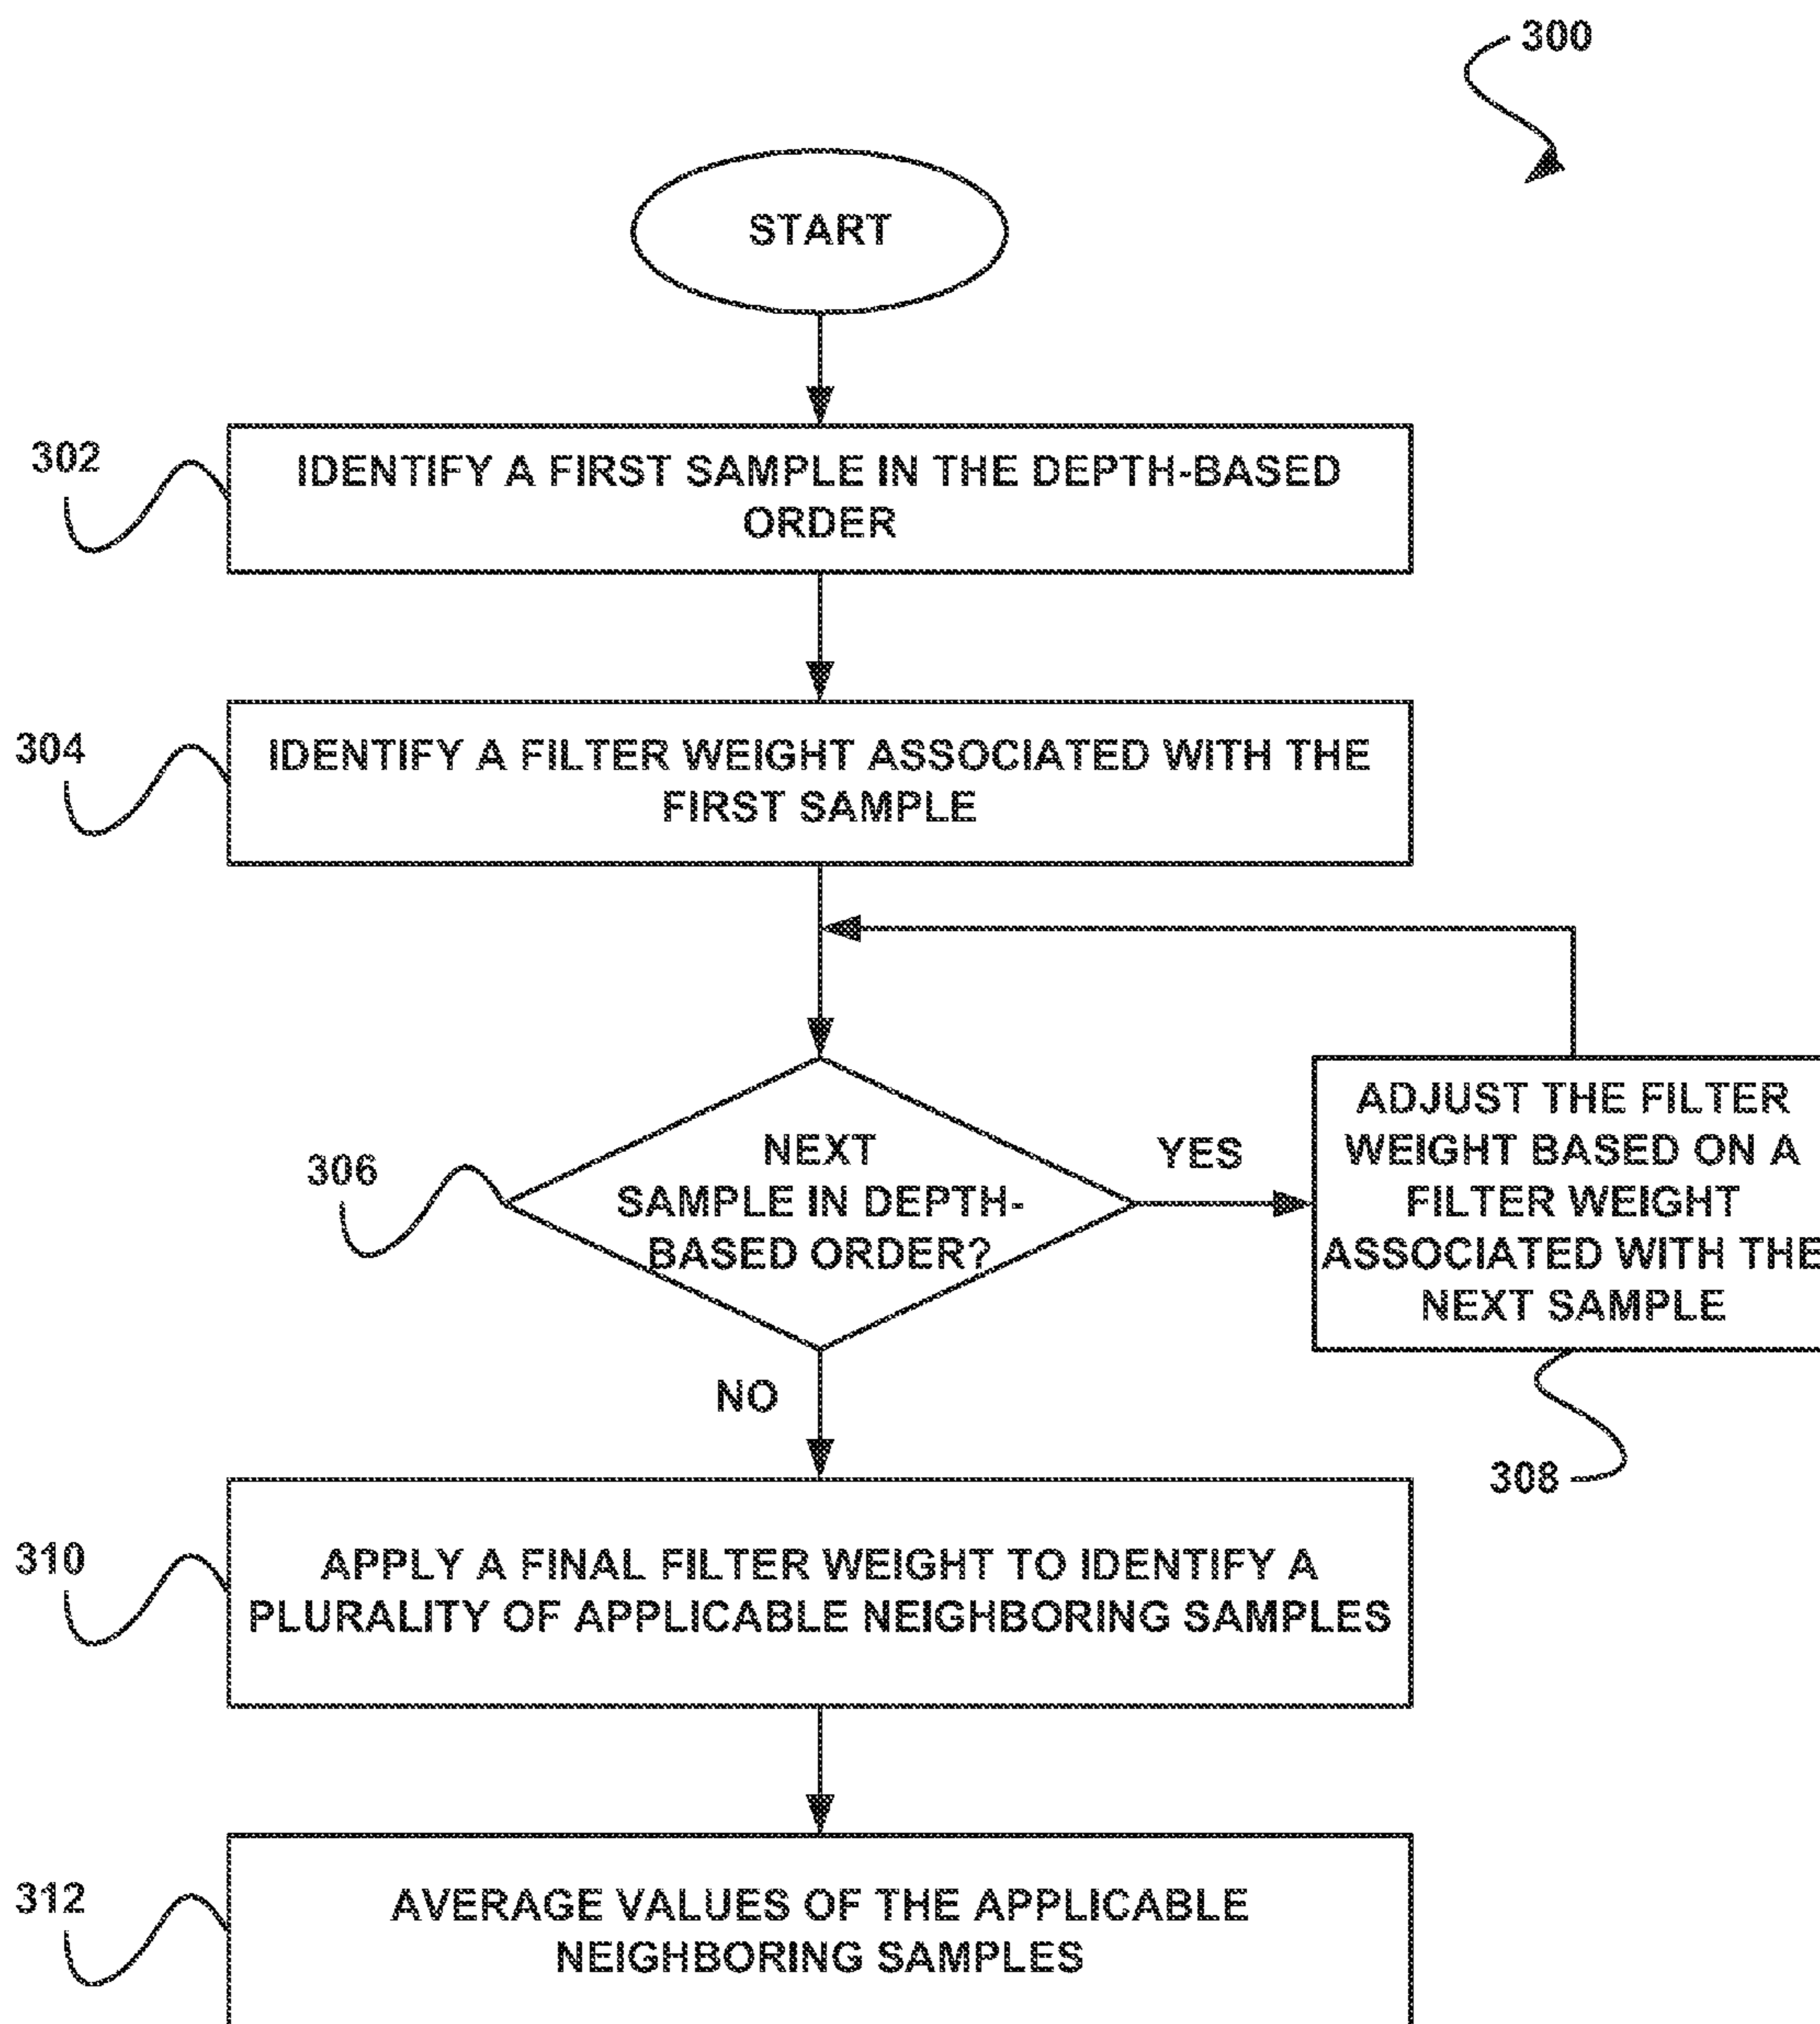 300
START
302
IDENTIFY A FIRST SAMPLE IN THE DEPTH-BASED
ORDER
304
IDENTIFY A FILTER WEIGHT ASSOCIATED WITH THE
FIRST SAMPLE
306
NEXT
SAMPLE IN DEPTH-
BASED ORDER?
YES
ADJUST THE FILTER
WEIGHT BASED ON A
FILTER WEIGHT
ASSOCIATED WITH THE
NEXT SAMPLE
308
NO
310
APPLY A FINAL FILTER WEIGHT TO IDENTIFY A
PLURALITY OF APPLICABLE NEIGHBORING SAMPLES
312
AVERAGE VALUES OF THE APPLICABLE
NEIGHBORING SAMPLES